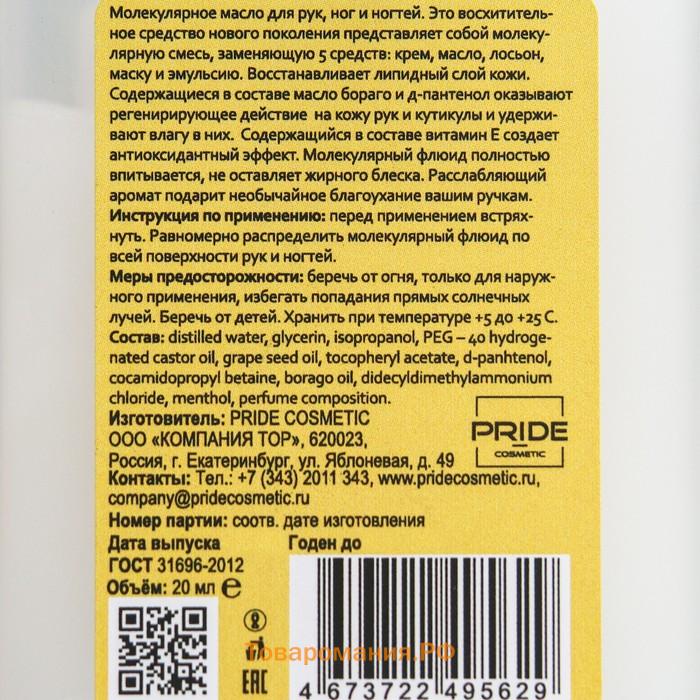 Молекулярное масло для рук, ног и ногтей. Это восхититель-
ное средство нового поколения представляет собой молеку-
лярную смесь, заменяющую 5 средств: крем, масло, лосьон,
маску и эмульсию. Восстанавливает липидный слой кожи.
Содержащиеся в составе масло бораго и д-пантенол оказывают
регенирирующее действие на кожу рук и кутикулы и удержи-
вают влагу в них. Содержащийся в составе витамин Е создает
антиоксидантный эффект. Молекулярный флюид полностью
впитывается, не оставляет жирного блеска. Расслабляющий
аромат подарит необычайное благоухание вашим ручкам.
Инструкция по применению: перед применением встрях-
нуть. Равномерно распределить молекулярный флюид по
всей поверхности рук и ногтей.
Меры предосторожности: беречь от огня, только для наруж-
ного применения, избегать попадания прямых солнечных
лучей. Беречь от детей. Хранить при температуре +5 до +25 С.
Состав: distilled water, glycerin, isopropanol, PEG – 40 hydroge-
nated castor oil, grape seed oil, tocopheryl acetate, d-panhtenol,
cocamidopropyl betaine, borago oil, didecyldimethylammonium
chloride, menthol, perfume composition.
Изготовитель: PRIDE COSMETIC
ООО «КОМПАНИЯ ТОР», 620023,
Россия, г. Екатеринбург, ул. Яблоневая, д. 49
PRIDE
COSMETIC
Контакты: Тел.: +7 (343) 2011 343, www.pridecosmetic.ru,
company@pridecosmetic.ru
Номер партии: соотв. дате изготовления
Дата выпуска Годен до
ГОСТ 31696-2012
Объём: 20 мл e
Товаромания.РФ
EAC
4 673722 495629